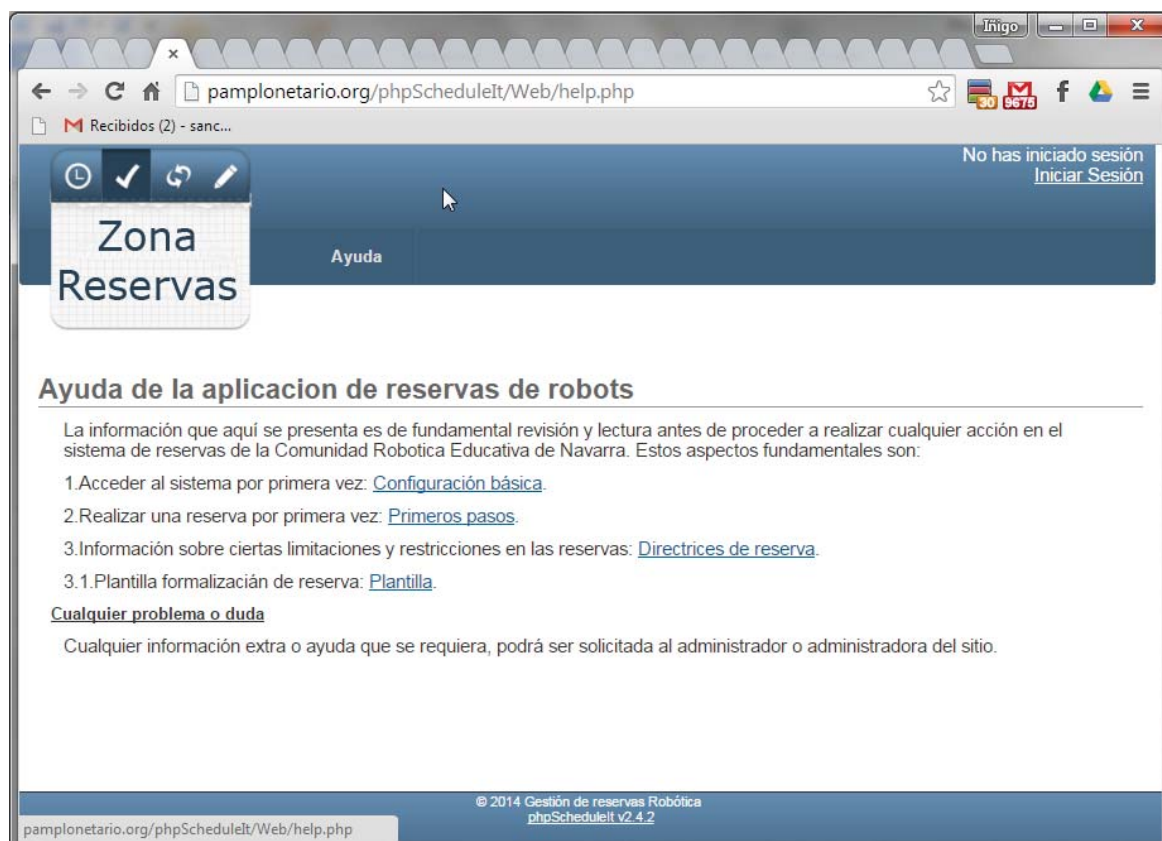 Iñigo
pamplonetario.org/phpScheduleIt/Web/help.php
30
9675
Recibidos (2) - sanc...
No has iniciado sesión
Iniciar Sesión
Zona
Reservas
Ayuda
Ayuda de la aplicacion de reservas de robots
La información que aquí se presenta es de fundamental revisión y lectura antes de proceder a realizar cualquier acción en el
sistema de reservas de la Comunidad Robotica Educativa de Navarra. Estos aspectos fundamentales son:
1.Acceder al sistema por primera vez: Configuración básica.
2.Realizar una reserva por primera vez: Primeros pasos.
3.Información sobre ciertas limitaciones y restricciones en las reservas: Directrices de reserva.
3.1.Plantilla formalizacián de reserva: Plantilla.
Cualquier problema o duda
Cualquier información extra o ayuda que se requiera, podrá ser solicitada al administrador o administradora del sitio.
© 2014 Gestión de reservas Robótica
phpScheduleIt v2.4.2
pamplonetario.org/phpScheduleIt/Web/help.php